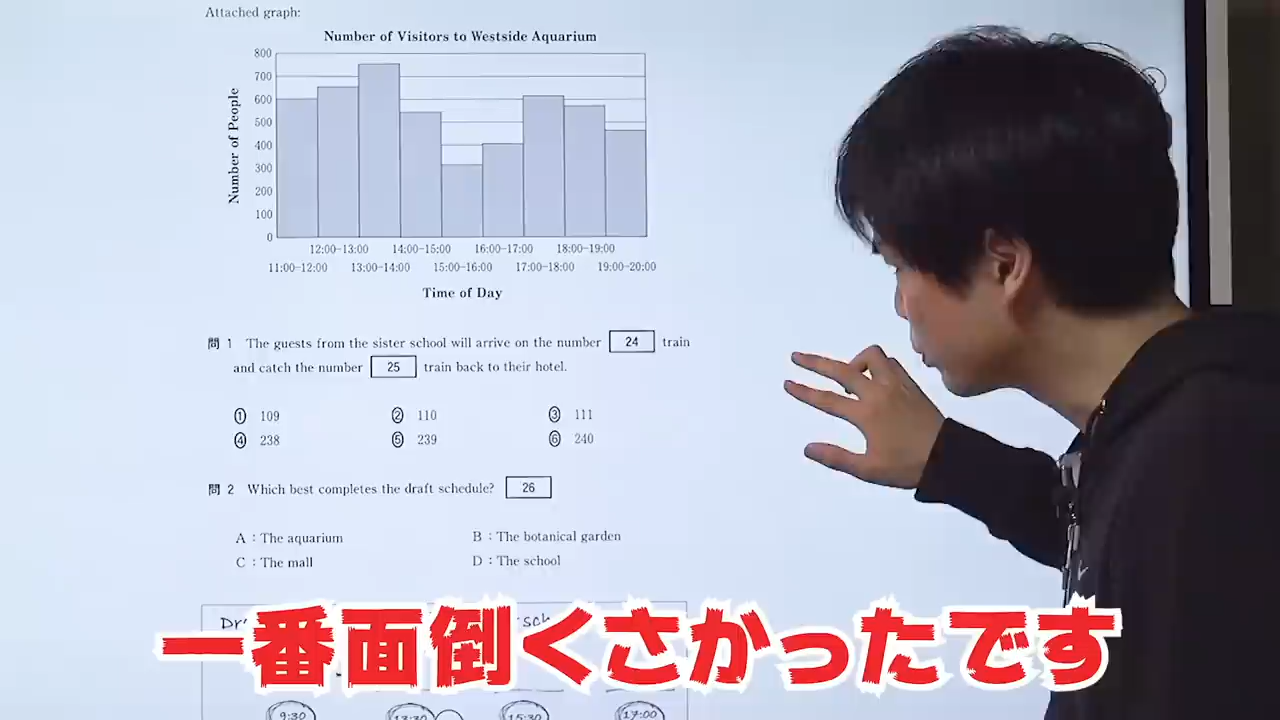 Attached graph:
Number of Visitors to Westside Aquarium
Number of People
800
700
600
500
400
300
200
100
0
12:00-13:00 14:00-15:00 16:00-17:00 18:00-19:00
11:00-12:00 13:00-14:00 15:00-16:00 17:00-18:00 19:00-20:00
Time of Day
問1 The guests from the sister school will arrive on the number 24 train
and catch the number 25 train back to their hotel.
① 109 ② 110 ③ 111
④ 238 ⑤ 239 ⑥ 240
問2 Which best completes the draft schedule? 26
A：The aquarium B：The botanical garden
C：The mall D：The school
一番面倒くさかったです
9:30 13:30 15:30 17:00